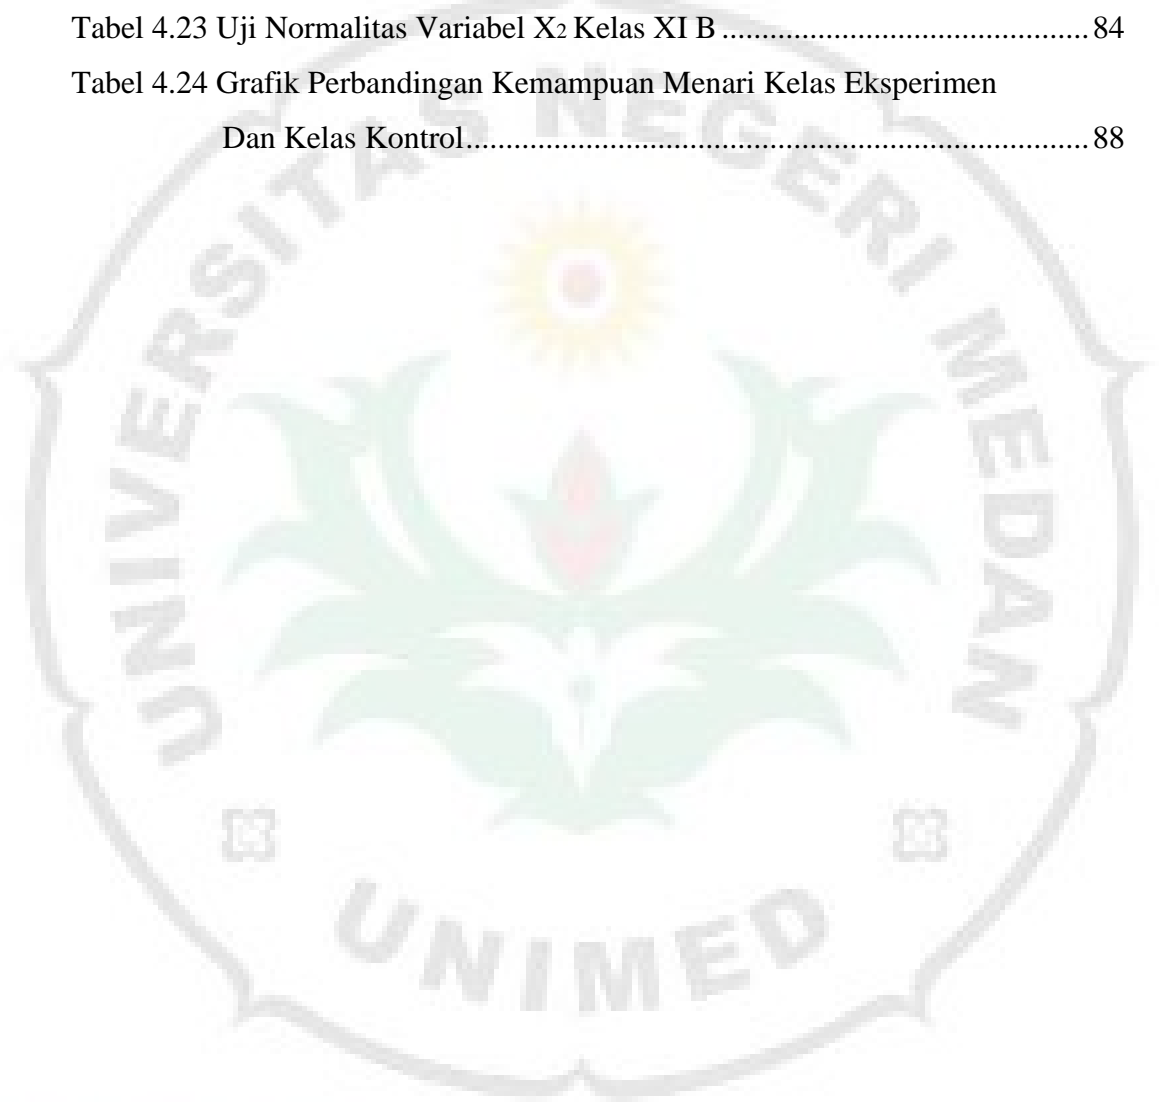 Tabel 4.23 Uji Normalitas Variabel X₂ Kelas XI B .............................................. 84
Tabel 4.24 Grafik Perbandingan Kemampuan Menari Kelas Eksperimen
Dan Kelas Kontrol.............................................................................. 88
UNIVERSITAS NEGERI MEDAN
UNIMED